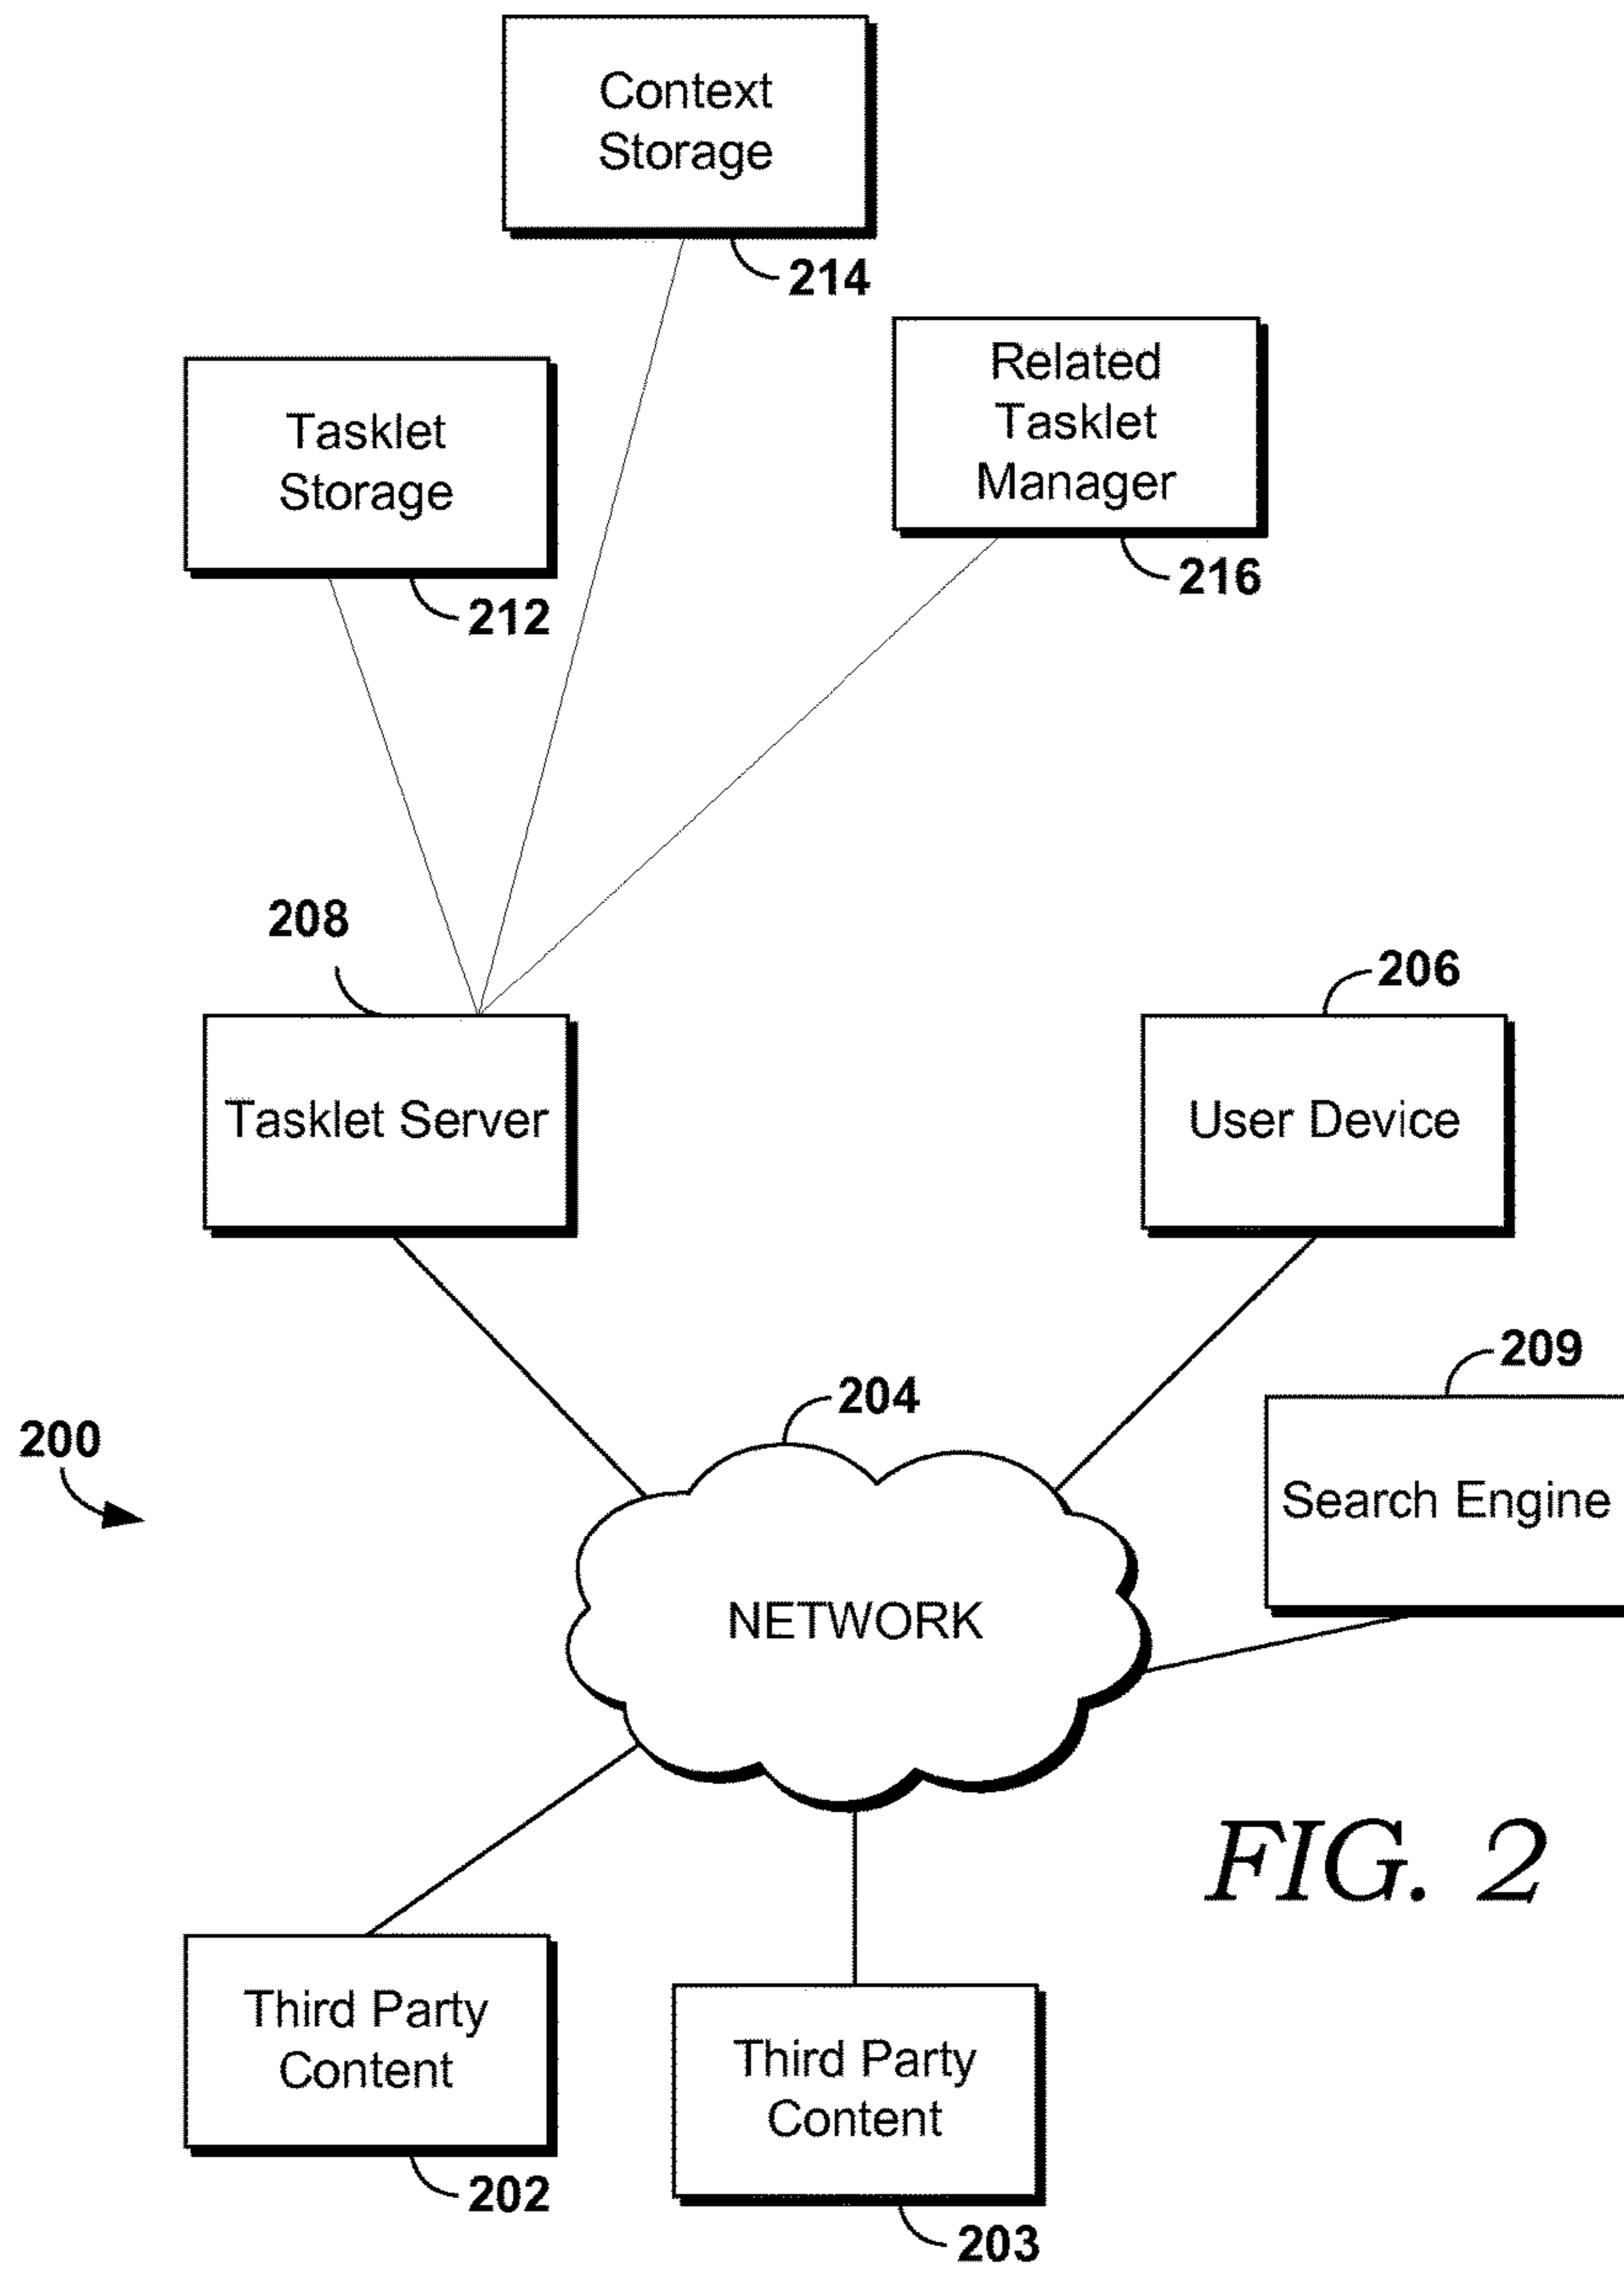 Context
Storage
214
Related
Tasklet
Manager
216
Tasklet
Storage
212
208
206
Tasklet Server
User Device
209
204
200
Search Engine
NETWORK
FIG. 2
Third Party
Content
202
Third Party
Content
203